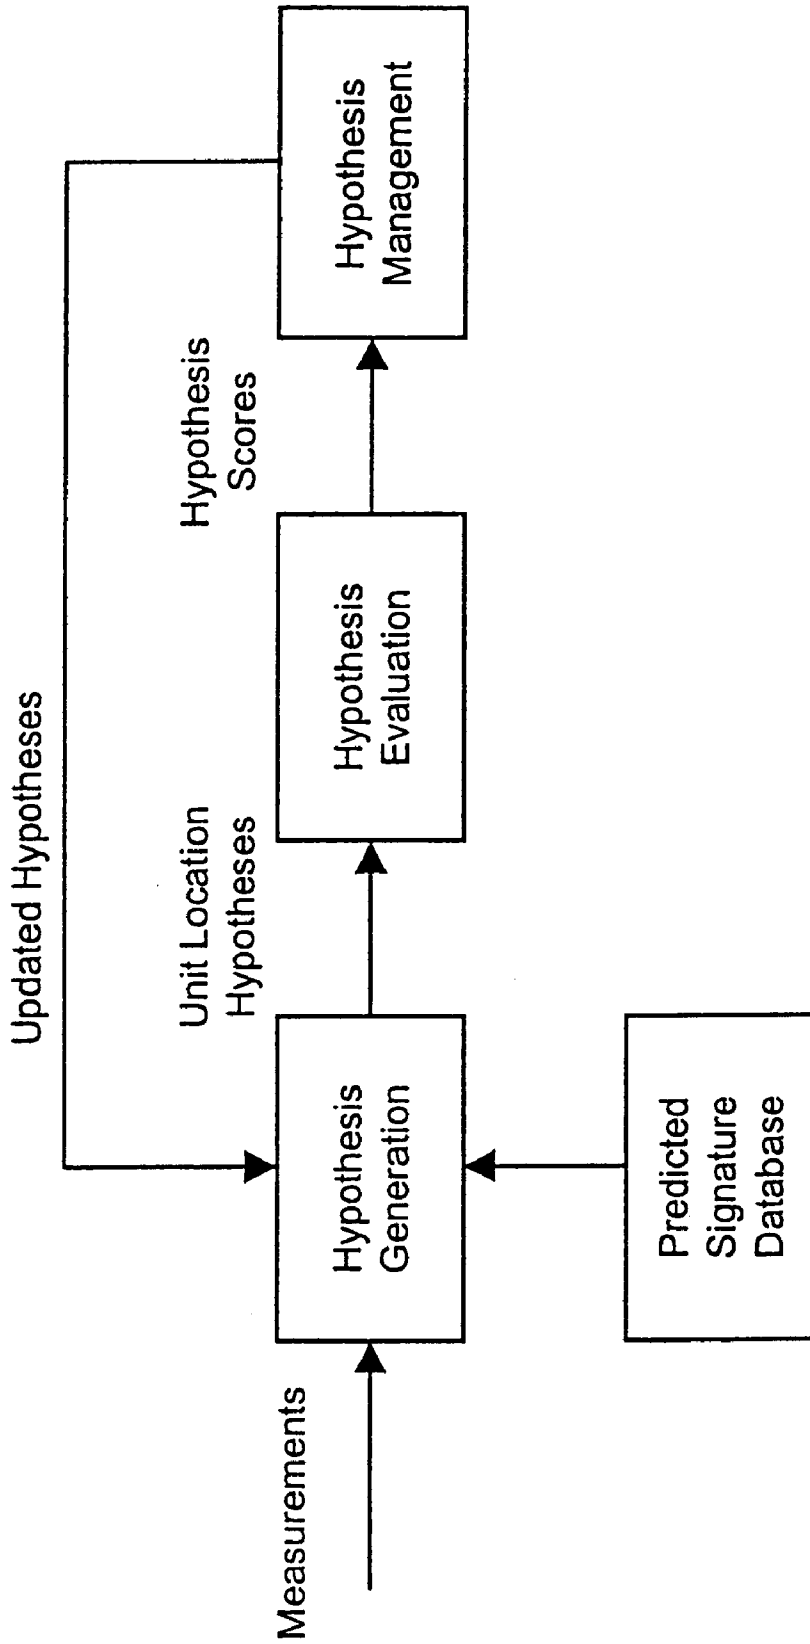 Updated Hypotheses
Measurements
Hypothesis
Generation
Unit Location
Hypotheses
Hypothesis
Evaluation
Hypothesis
Scores
Hypothesis
Management
Predicted
Signature
Database